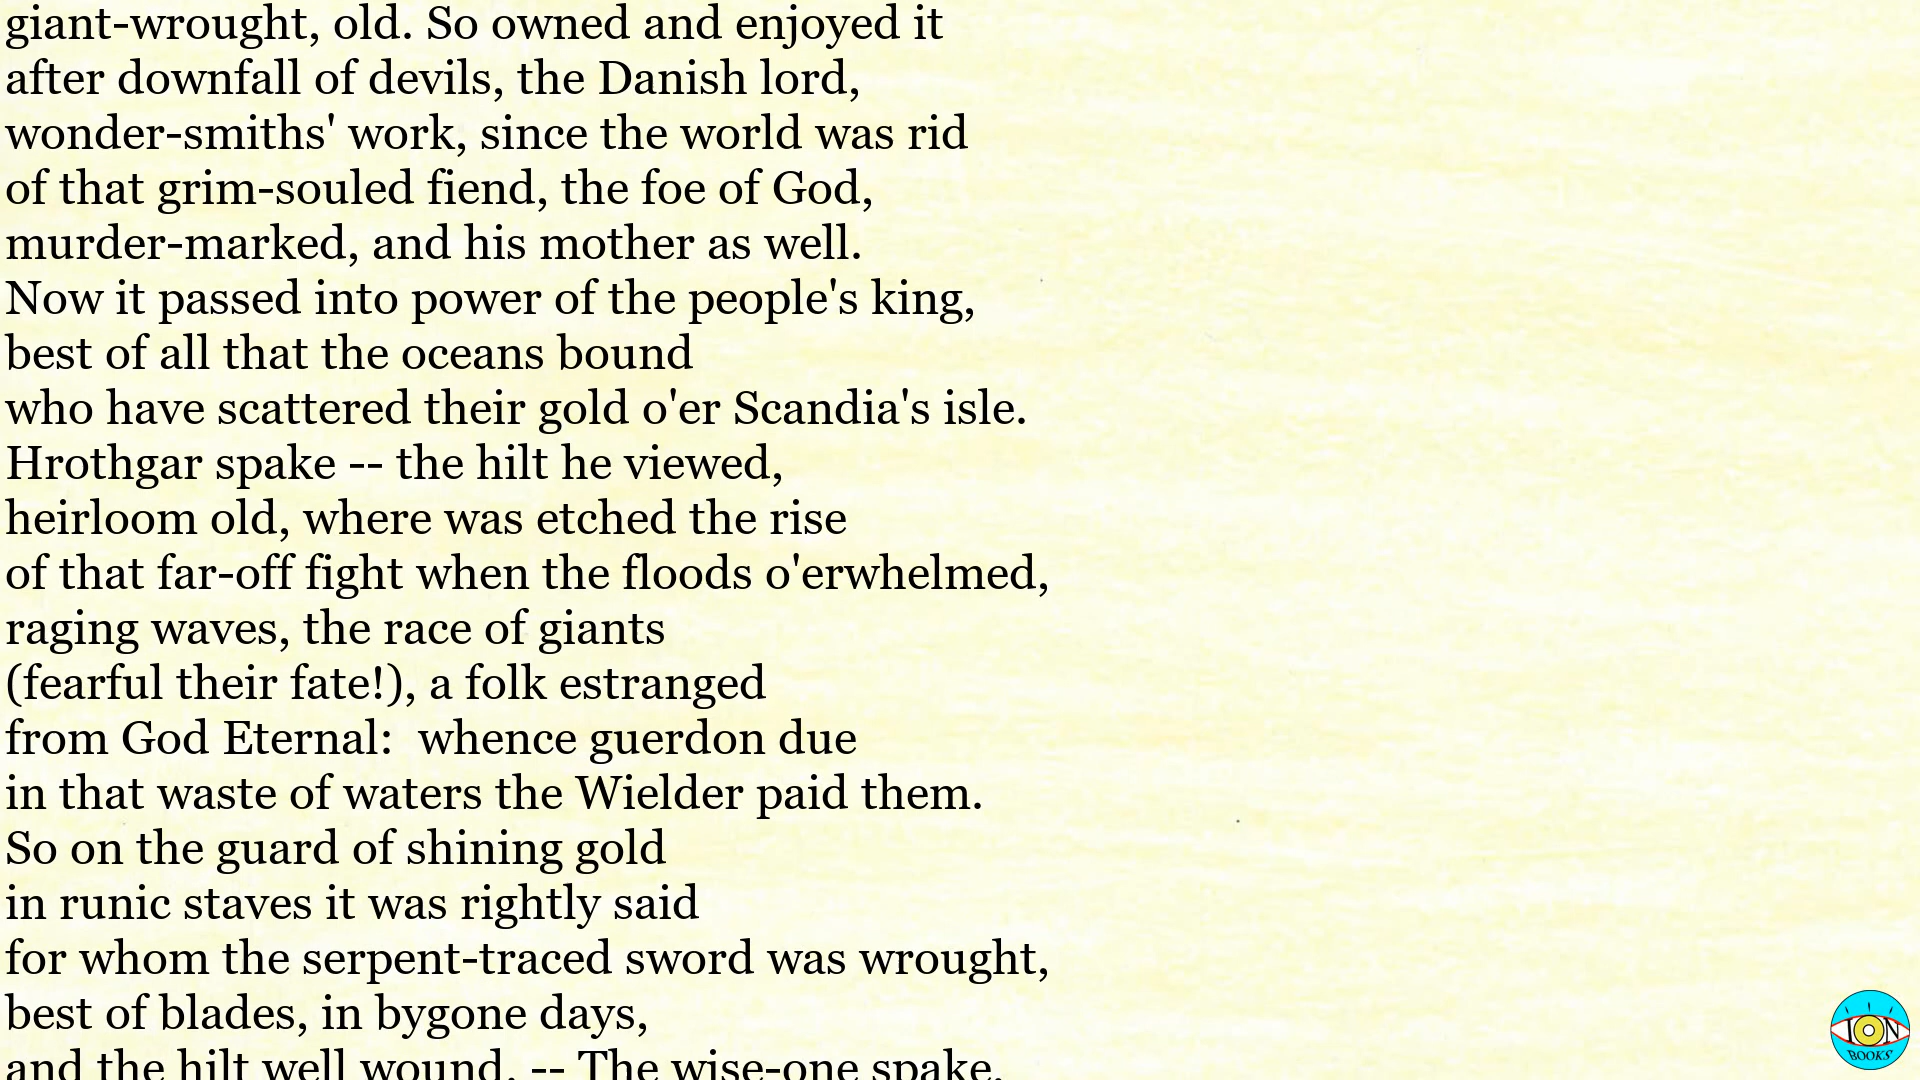 giant-wrought, old. So owned and enjoyed it
after downfall of devils, the Danish lord,
wonder-smiths' work, since the world was rid
of that grim-souled fiend, the foe of God,
murder-marked, and his mother as well.
Now it passed into power of the people's king,
best of all that the oceans bound
who have scattered their gold o'er Scandia's isle.
Hrothgar spake -- the hilt he viewed,
heirloom old, where was etched the rise
of that far-off fight when the floods o'erwhelmed,
raging waves, the race of giants
(fearful their fate!), a folk estranged
from God Eternal:  whence guerdon due
in that waste of waters the Wielder paid them.
So on the guard of shining gold
in runic staves it was rightly said
for whom the serpent-traced sword was wrought,
best of blades, in bygone days,
and the hilt well wound. -- The wise-one spake,
ION
BOOKS